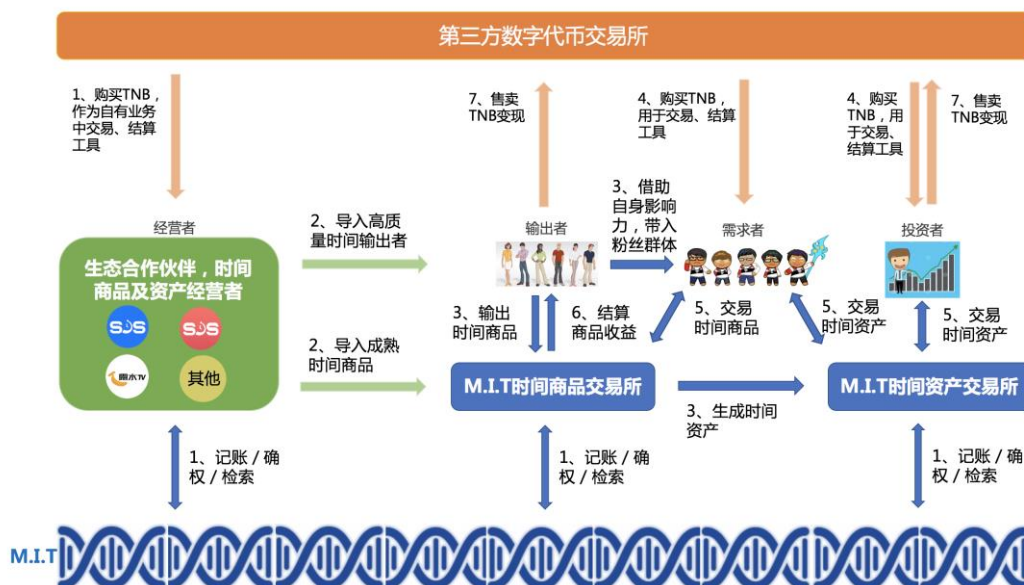 第三方数字代币交易所
1、购买TNB，
作为自有业务
中交易、结算
工具
7、售卖
TNB变现
4、购买TNB，
用于交易、结算
工具
4、购买
TNB，用
于交易、
结算工具
7、售卖
TNB变现
经营者
生态合作伙伴，时间
商品及资产经营者
SJS
SJS
TV
其他
2、导入高质
量时间输出者
输出者
3、借助
自身影响
力，带入
粉丝群体
需求者
投资者
2、导入成熟
时间商品
3、输出
时间商品
6、结算
商品收益
5、交易
时间商品
5、交易
时间资产
5、交易
时间资产
M.I.T时间商品交易所
3、生成时间
资产
M.I.T时间资产交易所
1、记账 / 确
权 / 检索
1、记账 / 确
权 / 检索
1、记账 / 确
权 / 检索
M.I.T